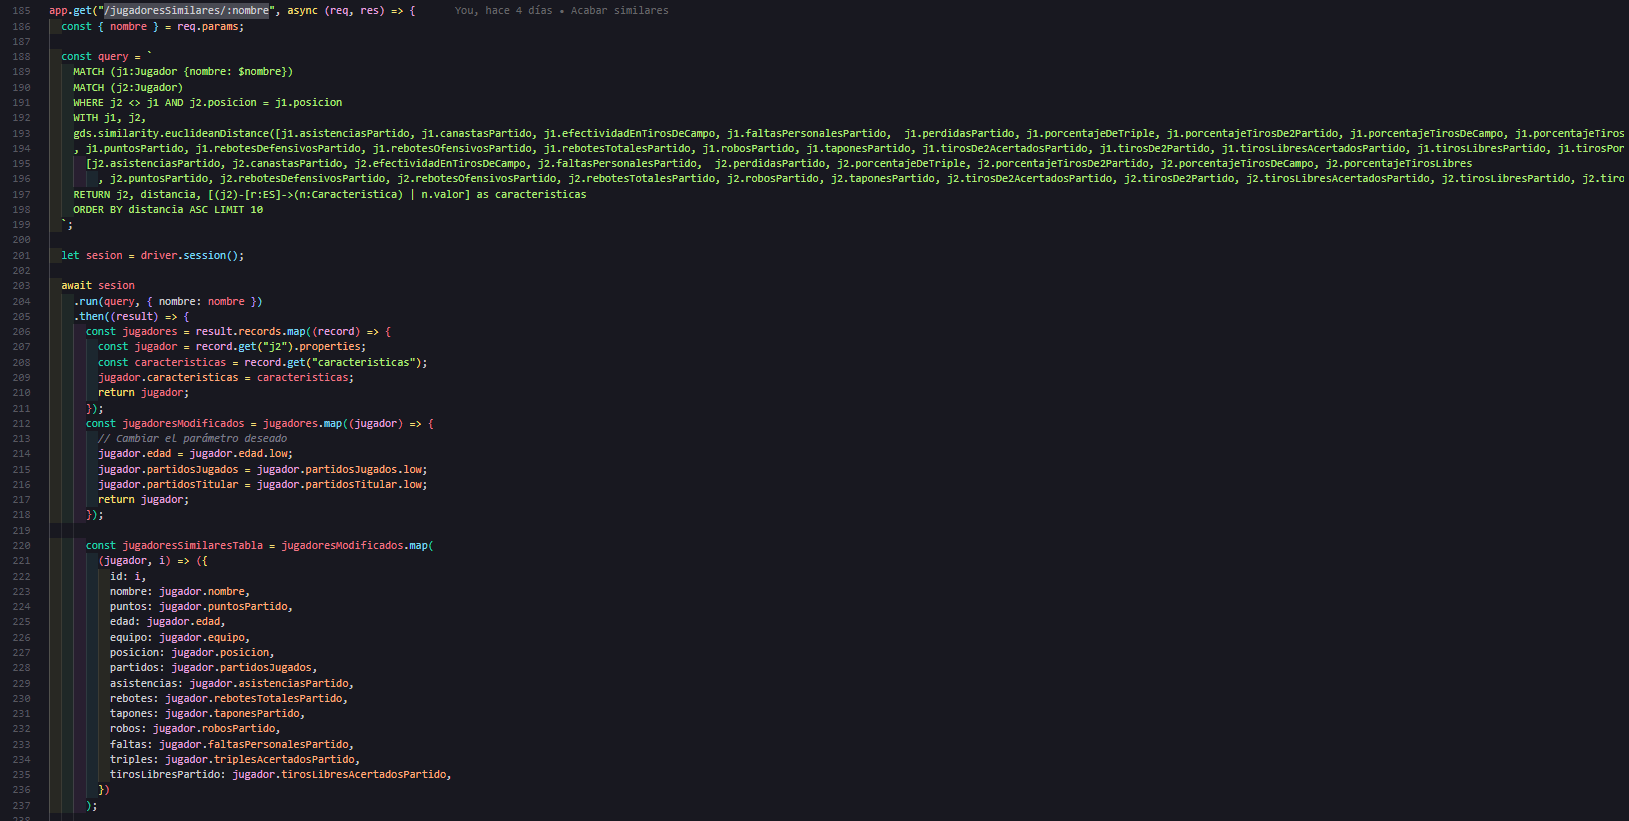 185 app.get("/jugadoresSimilares/:nombre", async (req, res) => { You, hace 4 días • Acabar similares
186 const { nombre } = req.params;
187
188 const query = `
189 MATCH (j1:Jugador {nombre: $nombre})
190 MATCH (j2:Jugador)
191 WHERE j2 <> j1 AND j2.posicion = j1.posicion
192 WITH j1, j2,
193 gds.similarity.euclideanDistance([j1.asistenciasPartido, j1.canastasPartido, j1.efectividadEnTirosDeCampo, j1.faltasPersonalesPartido,  j1.perdidasPartido, j1.porcentajeDeTriple, j1.porcentajeTirosDe2Partido, j1.porcentajeTirosDeCampo, j1.porcentajeTiros
194 , j1.puntosPartido, j1.rebotesDefensivosPartido, j1.rebotesOfensivosPartido, j1.rebotesTotalesPartido, j1.robosPartido, j1.taponesPartido, j1.tirosDe2AcertadosPartido, j1.tirosDe2Partido, j1.tirosLibresAcertadosPartido, j1.tirosLibresPartido, j1.tirosPor
195 [j2.asistenciasPartido, j2.canastasPartido, j2.efectividadEnTirosDeCampo, j2.faltasPersonalesPartido,  j2.perdidasPartido, j2.porcentajeDeTriple, j2.porcentajeTirosDe2Partido, j2.porcentajeTirosDeCampo, j2.porcentajeTirosLibres
196 , j2.puntosPartido, j2.rebotesDefensivosPartido, j2.rebotesOfensivosPartido, j2.rebotesTotalesPartido, j2.robosPartido, j2.taponesPartido, j2.tirosDe2AcertadosPartido, j2.tirosDe2Partido, j2.tirosLibresAcertadosPartido, j2.tirosLibresPartido, j2.tiro
197 RETURN j2, distancia, [(j2)-[r:ES]->(n:Caracteristica) | n.valor] as caracteristicas
198 ORDER BY distancia ASC LIMIT 10
199 `;
200
201 let sesion = driver.session();
202
203 await sesion
204 .run(query, { nombre: nombre })
205 .then((result) => {
206 const jugadores = result.records.map((record) => {
207 const jugador = record.get("j2").properties;
208 const caracteristicas = record.get("caracteristicas");
209 jugador.caracteristicas = caracteristicas;
210 return jugador;
211 });
212 const jugadoresModificados = jugadores.map((jugador) => {
213 // Cambiar el parámetro deseado
214 jugador.edad = jugador.edad.low;
215 jugador.partidosJugados = jugador.partidosJugados.low;
216 jugador.partidosTitular = jugador.partidosTitular.low;
217 return jugador;
218 });
219
220 const jugadoresSimilaresTabla = jugadoresModificados.map(
221 (jugador, i) => ({
222 id: i,
223 nombre: jugador.nombre,
224 puntos: jugador.puntosPartido,
225 edad: jugador.edad,
226 equipo: jugador.equipo,
227 posicion: jugador.posicion,
228 partidos: jugador.partidosJugados,
229 asistencias: jugador.asistenciasPartido,
230 rebotes: jugador.rebotesTotalesPartido,
231 tapones: jugador.taponesPartido,
232 robos: jugador.robosPartido,
233 faltas: jugador.faltasPersonalesPartido,
234 triples: jugador.triplesAcertadosPartido,
235 tirosLibresPartido: jugador.tirosLibresAcertadosPartido,
236 })
237 );
238